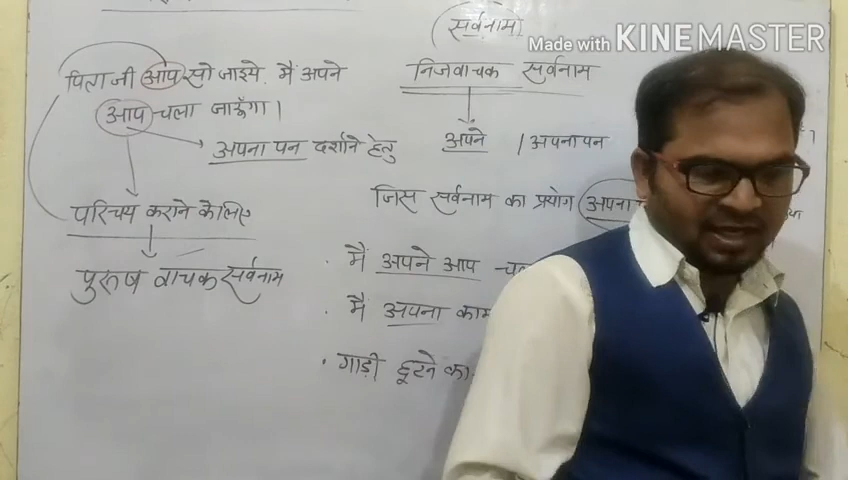 सर्वनाम
Made with KINEMASTER
पिताजी आप सो जाइये. मैं अपने
आप चला जाऊँगा।
अपना पन दर्शाने हेतु
परिचय कराने के लिए
पुरूष वाचक सर्वनाम
निजवाचक सर्वनाम
अपने / अपनापन
जिस सर्वनाम का प्रयोग अपना
. मैं अपने आप
. मैं अपना काम
. गाड़ी छूटने का